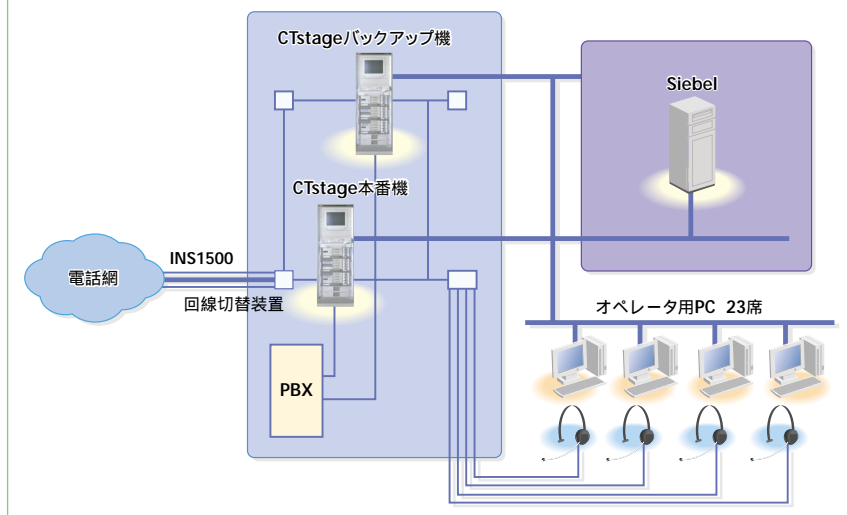 CTstageバックアップ機
Siebel
CTstage本番機
INS1500
電話網
回線切替装置
オペレータ用PC 23席
PBX